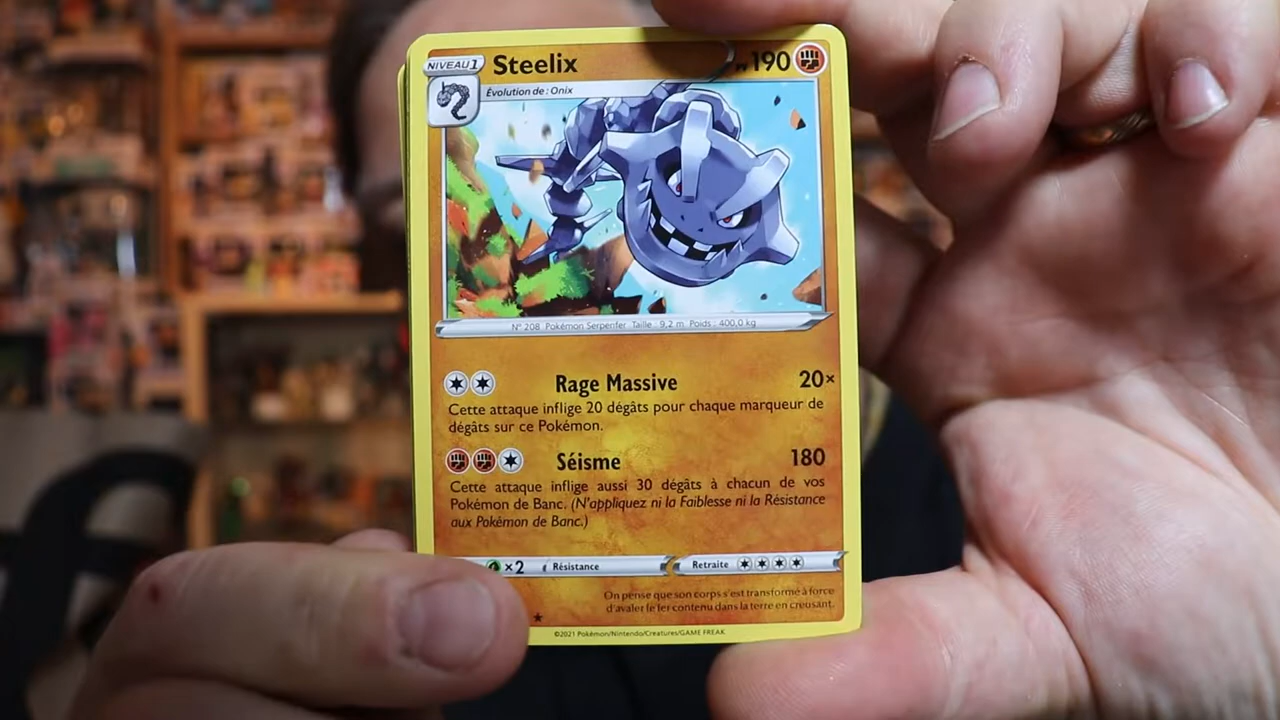 NIVEAU 1 Steelix PV 190
Évolution de : Onix
N° 208 Pokémon Serpenfer Taille : 9,2 m Poids : 400,0 kg
Rage Massive 20×
Cette attaque inflige 20 dégâts pour chaque marqueur de
dégâts sur ce Pokémon.
Séisme 180
Cette attaque inflige aussi 30 dégâts à chacun de vos
Pokémon de Banc. (N'appliquez ni la Faiblesse ni la Résistance
aux Pokémon de Banc.)
×2 Résistance Retraite
On pense que son corps s'est transformé à force
d'avaler le fer contenu dans la terre en creusant.
©2021 Pokémon/Nintendo/Creatures/GAME FREAK